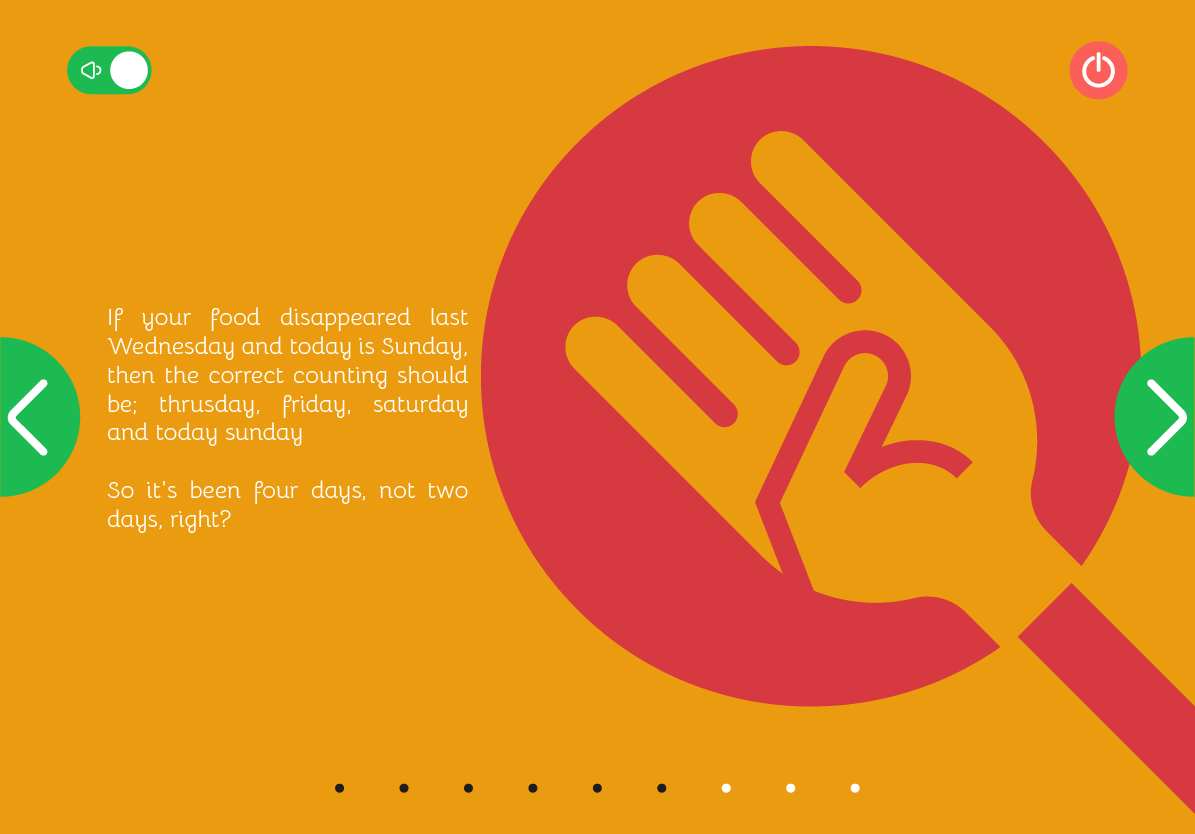 If your food disappeared last
Wednesday and today is Sunday,
then the correct counting should
be; thrusday, friday, saturday
and today sunday
So it's been four days, not two
days, right?